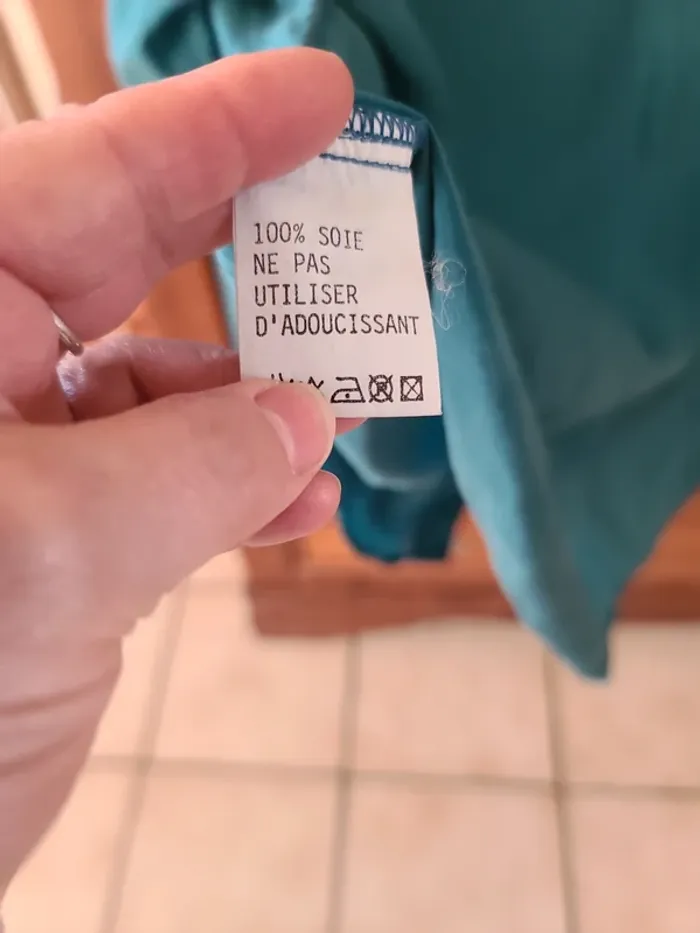 100% SOIE
NE PAS
UTILISER
D'ADOUCISSANT